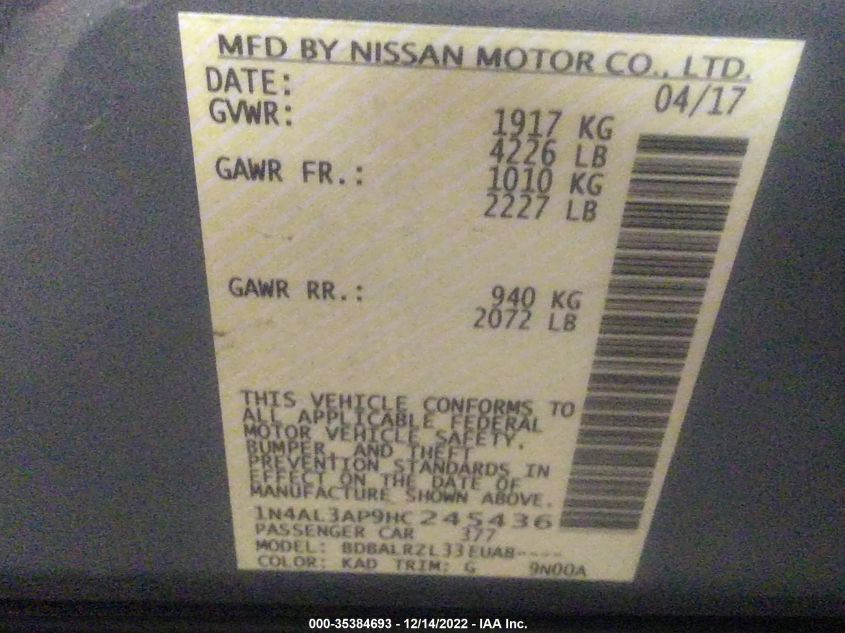 MFD BY NISSAN MOTOR CO., LTD.
DATE: 04/17
GVWR: 1917 KG
4226 LB
GAWR FR.: 1010 KG
2227 LB
GAWR RR.: 940 KG
2072 LB
THIS VEHICLE CONFORMS TO
ALL APPLICABLE FEDERAL
MOTOR VEHICLE SAFETY,
BUMPER, AND THEFT
PREVENTION STANDARDS IN
EFFECT ON THE DATE OF
MANUFACTURE SHOWN ABOVE.
1N4AL3AP9HC245436
PASSENGER CAR 377
MODEL: BDBALRZL33EUAB----
COLOR: KAD TRIM: G 9N00A
000-35384693 - 12/14/2022 - IAA Inc.